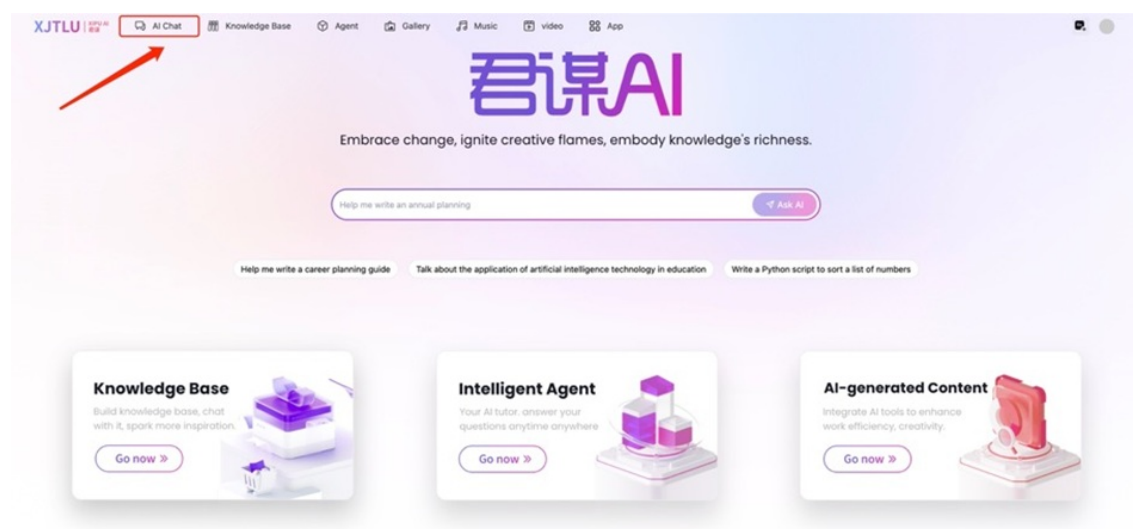 XJTLU | XIPU AI 君谋
AI Chat
Knowledge Base
Agent
Gallery
Music
video
App
君谋AI
Embrace change, ignite creative flames, embody knowledge's richness.
Help me write an annual planning
Ask AI
Help me write a career planning guide
Talk about the application of artificial intelligence technology in education
Write a Python script to sort a list of numbers
Knowledge Base
Build knowledge base, chat
with it, spark more inspiration.
Go now »
Intelligent Agent
Your AI tutor. answer your
questions anytime anywhere
Go now »
AI-generated Content
Integrate AI tools to enhance
work efficiency, creativity.
Go now »